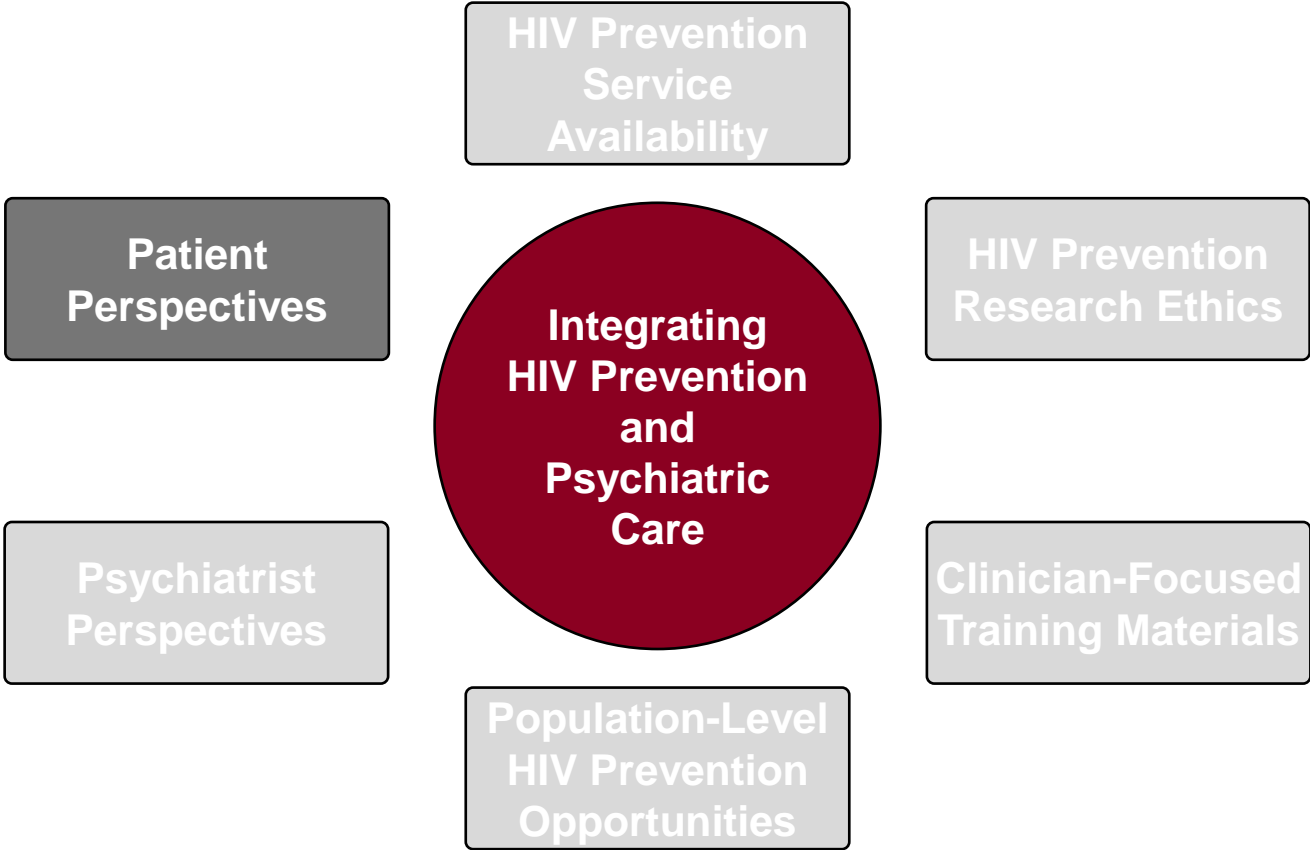 HIV Prevention
Service
Availability
Patient
Perspectives
HIV Prevention
Research Ethics
Integrating
HIV Prevention
and
Psychiatric
Care
Psychiatrist
Perspectives
Clinician-Focused
Training Materials
Population-Level
HIV Prevention
Opportunities